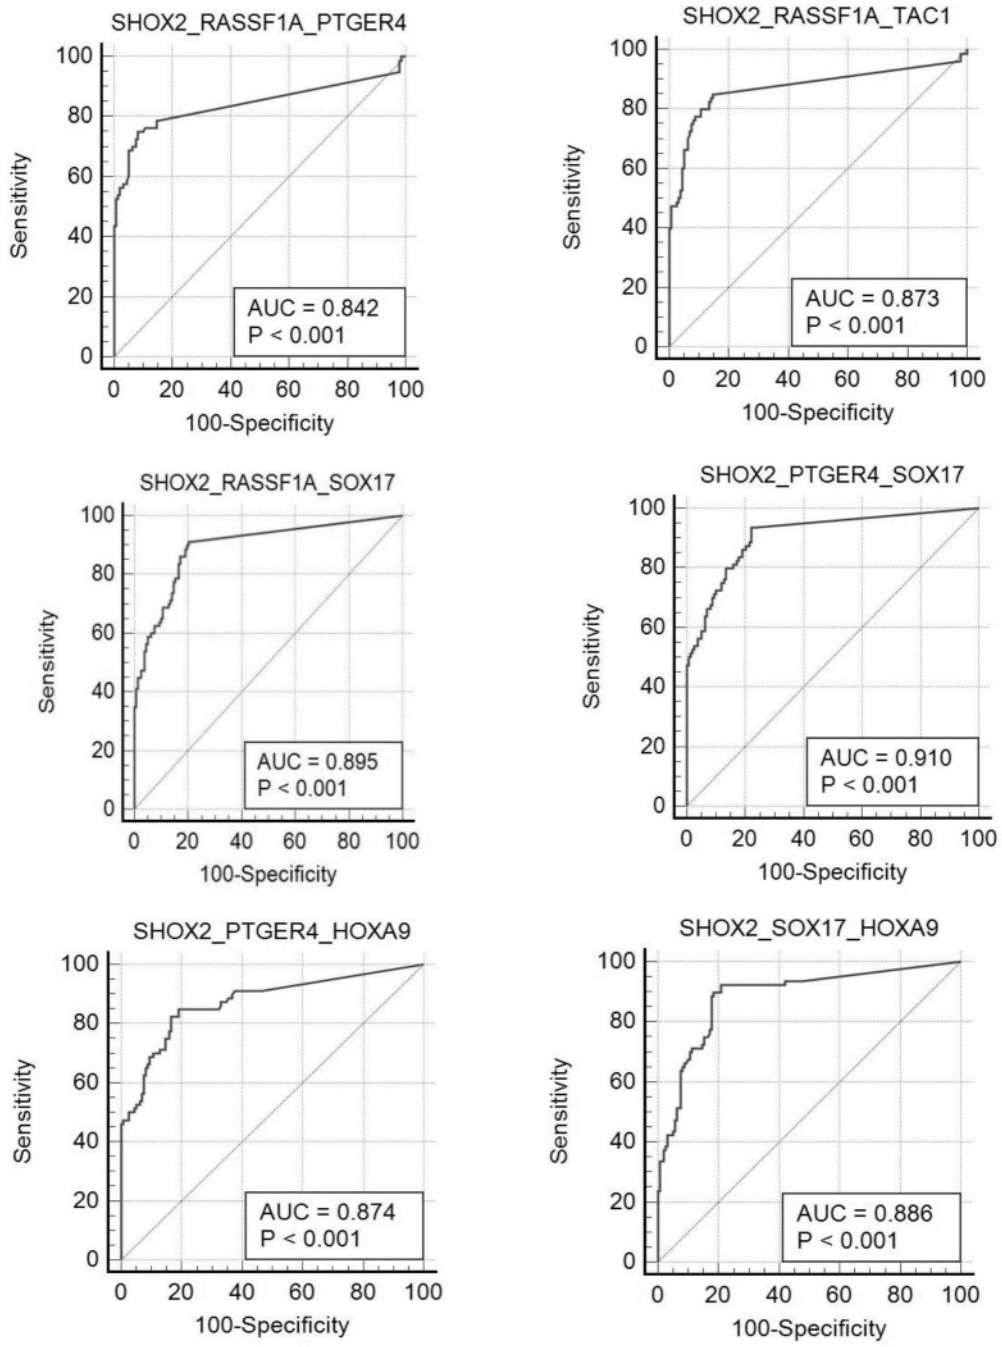 SHOX2_RASSF1A_PTGER4
100
80
60
40
20
0
Sensitivity
AUC = 0.842
P < 0.001
0 20 40 60 80 100
100-Specificity
SHOX2_RASSF1A_TAC1
100
80
60
40
20
0
Sensitivity
AUC = 0.873
P < 0.001
0 20 40 60 80 100
100-Specificity
SHOX2_RASSF1A_SOX17
100
80
60
40
20
0
Sensitivity
AUC = 0.895
P < 0.001
0 20 40 60 80 100
100-Specificity
SHOX2_PTGER4_SOX17
100
80
60
40
20
0
Sensitivity
AUC = 0.910
P < 0.001
0 20 40 60 80 100
100-Specificity
SHOX2_PTGER4_HOXA9
100
80
60
40
20
0
Sensitivity
AUC = 0.874
P < 0.001
0 20 40 60 80 100
100-Specificity
SHOX2_SOX17_HOXA9
100
80
60
40
20
0
Sensitivity
AUC = 0.886
P < 0.001
0 20 40 60 80 100
100-Specificity